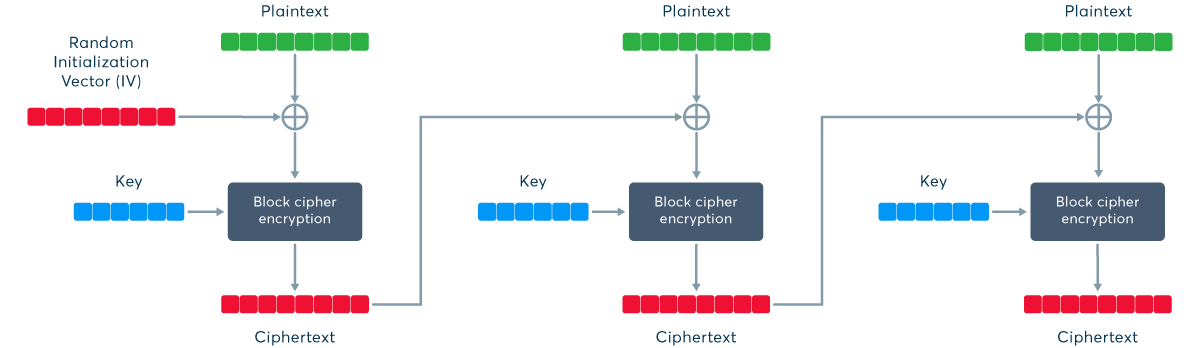 Plaintext
Plaintext
Plaintext
Random
Initialization
Vector (IV)
Key
Block cipher
encryption
Key
Block cipher
encryption
Key
Block cipher
encryption
Ciphertext
Ciphertext
Ciphertext